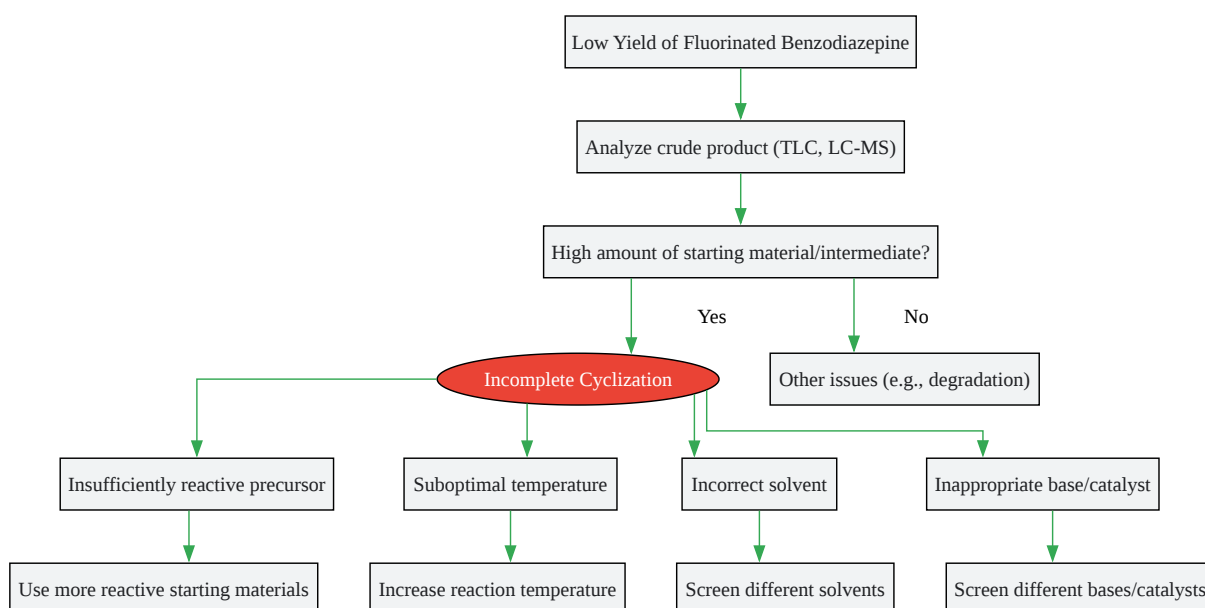 Low Yield of Fluorinated Benzodiazepine
Analyze crude product (TLC, LC-MS)
High amount of starting material/intermediate?
Yes
No
Incomplete Cyclization
Other issues (e.g., degradation)
Insufficiently reactive precursor
Suboptimal temperature
Incorrect solvent
Inappropriate base/catalyst
Use more reactive starting materials
Increase reaction temperature
Screen different solvents
Screen different bases/catalysts